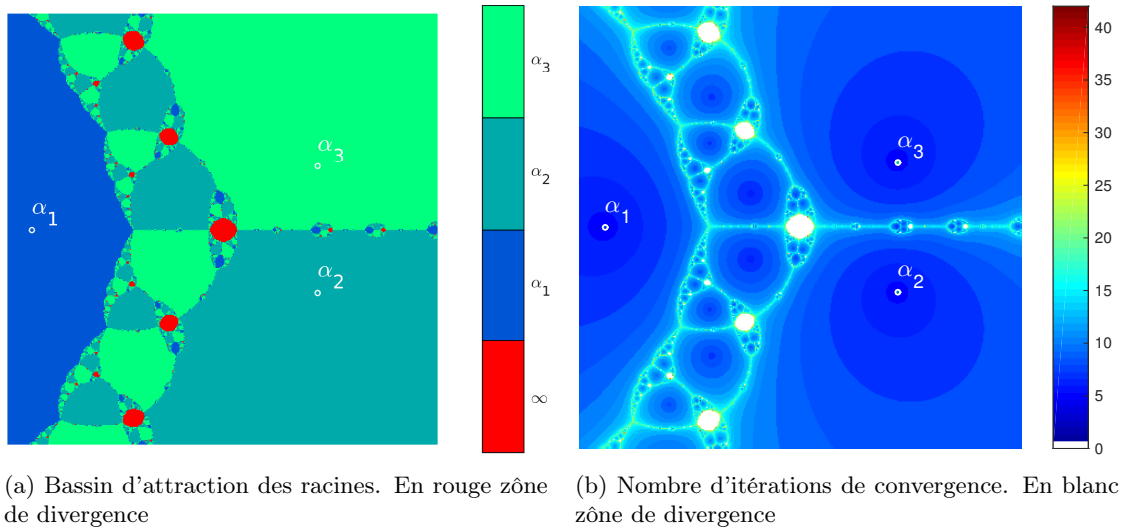 α₃
α₁
α₂
α₃
α₂
α₁
∞
α₃
α₁
α₂
40
35
30
25
20
15
10
5
0
(a) Bassin d'attraction des racines. En rouge zône
de divergence
(b) Nombre d'itérations de convergence. En blanc
zône de divergence